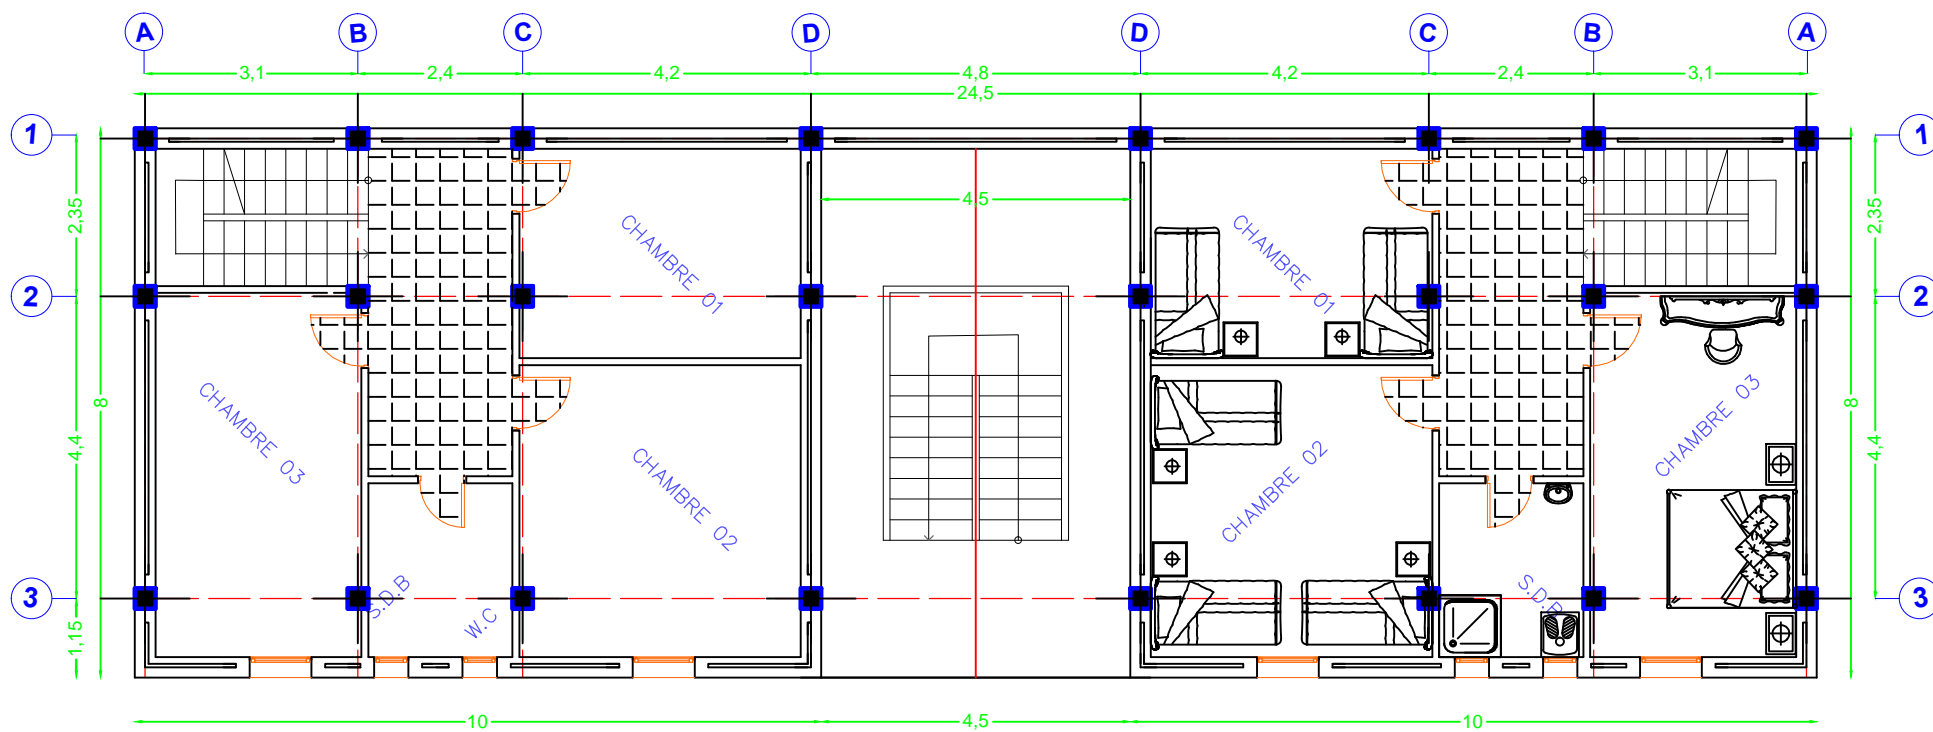 A B C D D C B A
3,1 2,4 4,2 4,8 4,2 2,4 3,1
24,5
1 1
2,35 4,5 2,35
CHAMBRE 01 CHAMBRE 01
2 2
8 4,4 CHAMBRE 03 CHAMBRE 02 CHAMBRE 02 CHAMBRE 03 4,4 8
3 S.D.B W.C S.D.B 3
1,15
10 4,5 10